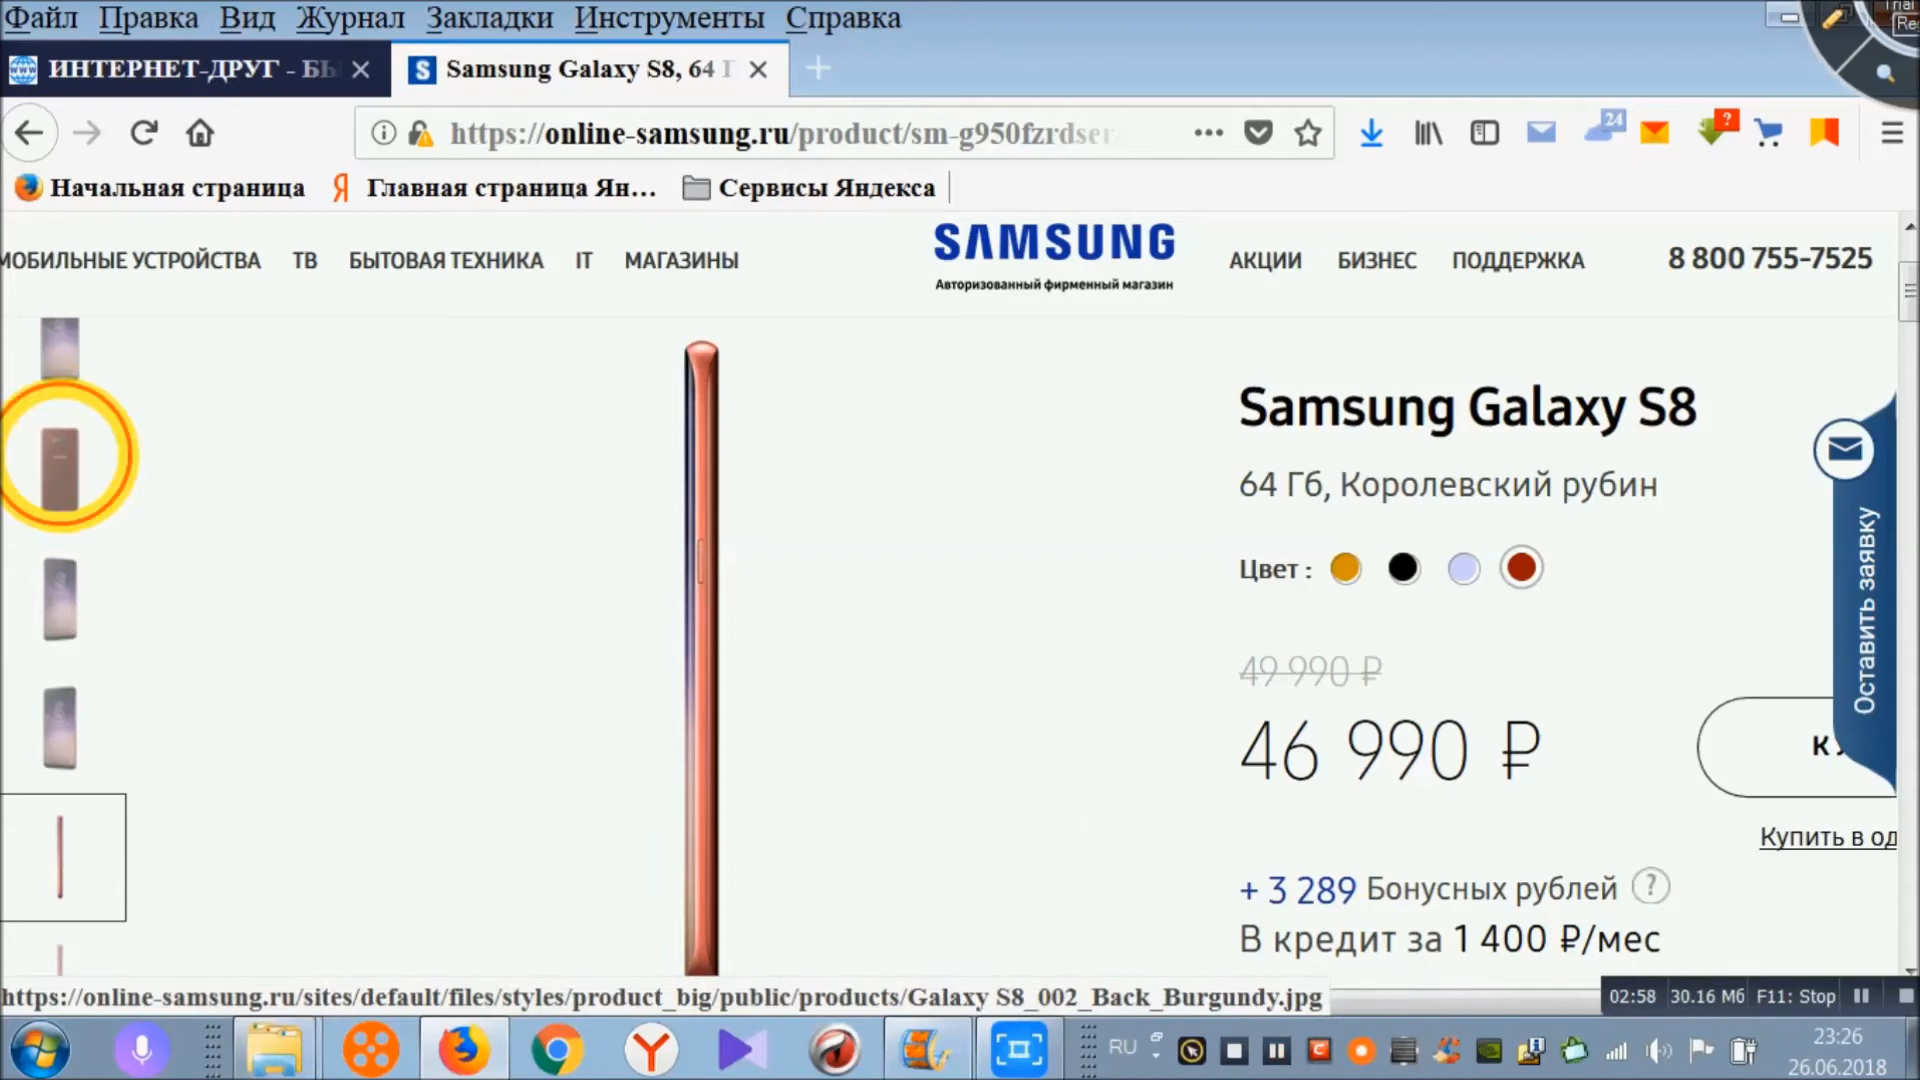 Файл Правка Вид Журнал Закладки Инструменты Справка
Trial
ИНТЕРНЕТ-ДРУГ - БЫ
S Samsung Galaxy S8, 64 Г
https://online-samsung.ru/product/sm-g950fzrdser
24
?
Начальная страница
Я Главная страница Ян…
Сервисы Яндекса
МОБИЛЬНЫЕ УСТРОЙСТВА ТВ БЫТОВАЯ ТЕХНИКА IT МАГАЗИНЫ
SAMSUNG
Авторизованный фирменный магазин
АКЦИИ БИЗНЕС ПОДДЕРЖКА
8 800 755-7525
Samsung Galaxy S8
64 Гб, Королевский рубин
Цвет :
49 990 ₽
46 990 ₽
Оставить заявку
Купить в од
+ 3 289 Бонусных рублей ?
В кредит за 1 400 ₽/мес
https://online-samsung.ru/sites/default/files/styles/product_big/public/products/Galaxy S8_002_Back_Burgundy.jpg
02:58 30.16 Мб F11: Stop
RU
23:26
26.06.2018